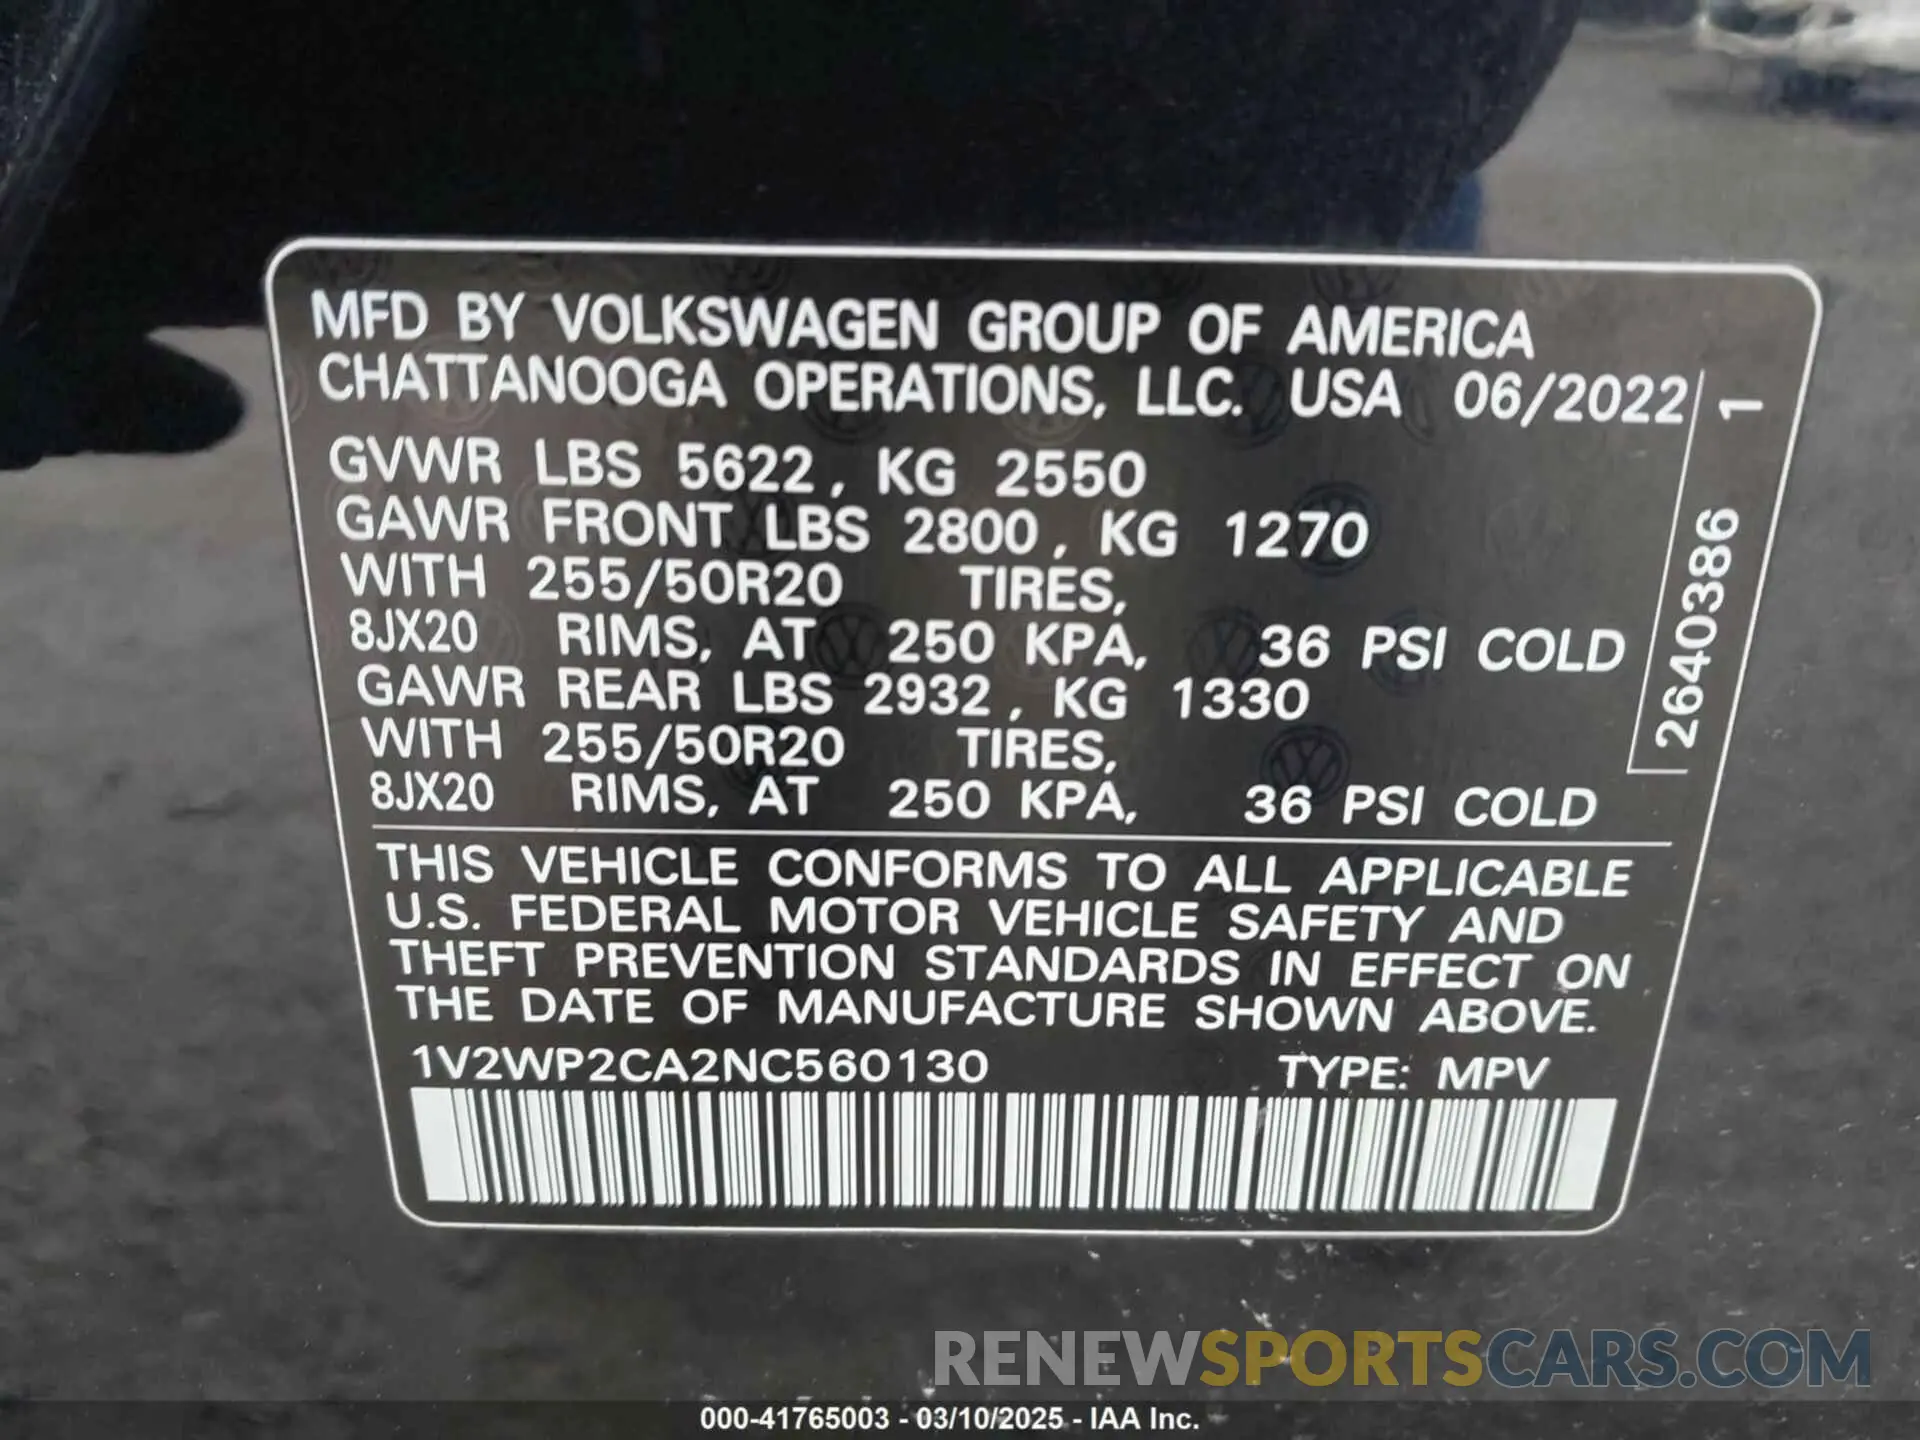 MFD BY VOLKSWAGEN GROUP OF AMERICA
CHATTANOOGA OPERATIONS, LLC. USA 06/2022
GVWR LBS 5622, KG 2550
GAWR FRONT LBS 2800, KG 1270
WITH 255/50R20 TIRES,
8JX20 RIMS, AT 250 KPA, 36 PSI COLD
GAWR REAR LBS 2932, KG 1330
WITH 255/50R20 TIRES,
8JX20 RIMS, AT 250 KPA, 36 PSI COLD
2640386 1
THIS VEHICLE CONFORMS TO ALL APPLICABLE
U.S. FEDERAL MOTOR VEHICLE SAFETY AND
THEFT PREVENTION STANDARDS IN EFFECT ON
THE DATE OF MANUFACTURE SHOWN ABOVE.
1V2WP2CA2NC560130 TYPE: MPV
RENEWSPORTSCARS.COM
000-41765003 - 03/10/2025 - IAA Inc.